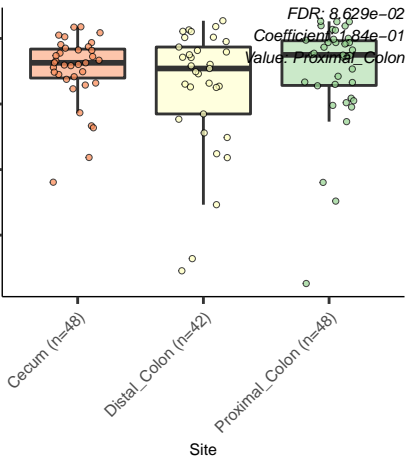 FDR: 8.629e−02
Coefficient: 1.84e−01
Value: Proximal_Colon
Cecum (n=48)
Distal_Colon (n=42)
Proximal_Colon (n=48)
Site